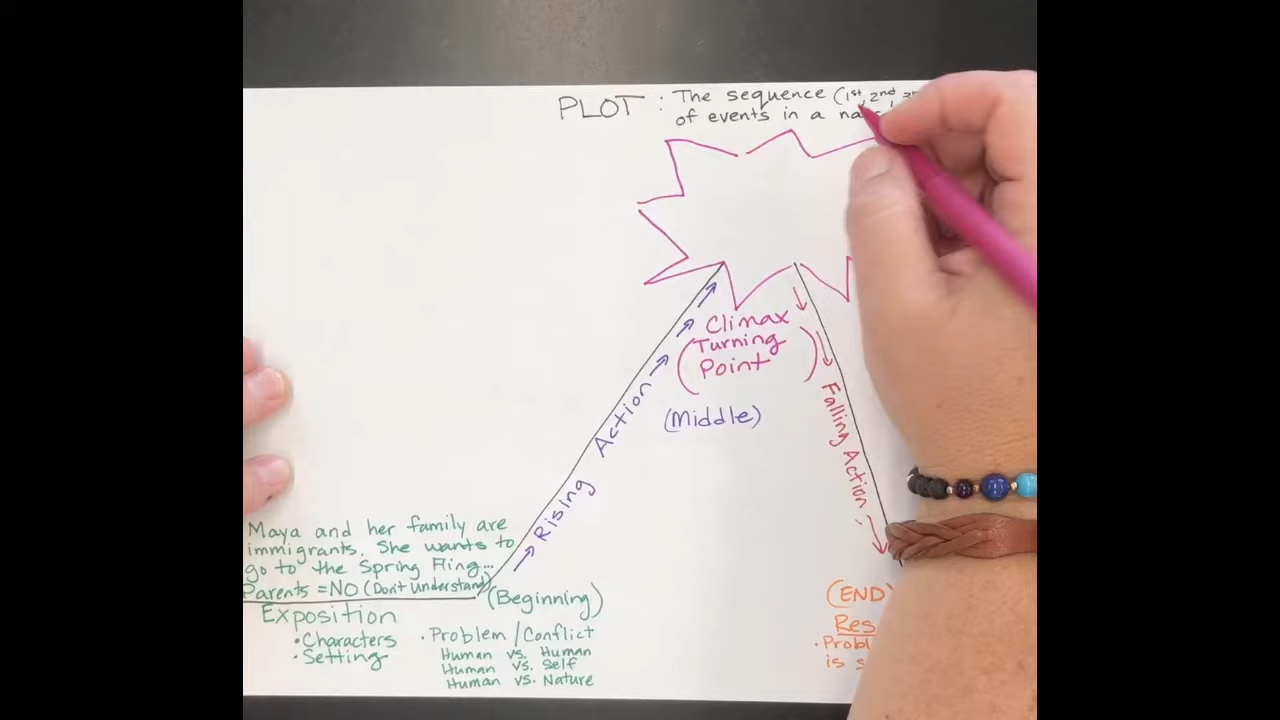 PLOT : The sequence (1st, 2nd
of events in a
Climax
(Turning
Point)
(Middle)
Rising Action
Falling Action
Maya and her family are
immigrants. She wants to
go to the Spring Fling...
Parents = NO (Don't Understand)
(Beginning)
Exposition
• Characters
• Setting
• Problem/Conflict
Human vs. Human
Human vs. Self
Human vs. Nature
(END)
is